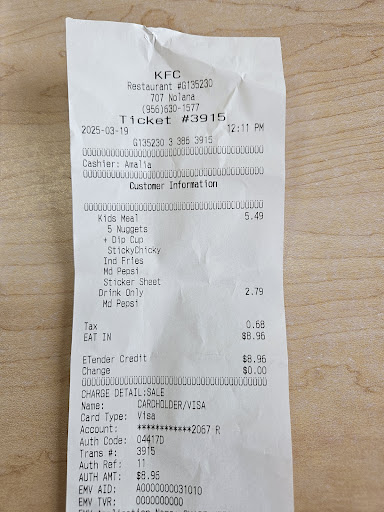 KFC
Restaurant #G135230
707 Nolana
(956)630-1577
Ticket #3915
2025-03-19 12:11 PM
G135230 3 386 3915
Cashier: Amalia
Customer Information
Kids Meal 5.49
5 Nuggets
+ Dip Cup
StickyChicky
Ind Fries
Md Pepsi
Sticker Sheet
Drink Only 2.79
Md Pepsi
Tax 0.68
EAT IN $8.96
ETender Credit $8.96
Change $0.00
CHARGE DETAIL:SALE
Name: CARDHOLDER/VISA
Card Type: Visa
Account: ************2067 R
Auth Code: 04417D
Trans #: 3915
Auth Ref: 11
AUTH AMT: $8.96
EMV AID: A0000000031010
EMV TVR: 0000000000